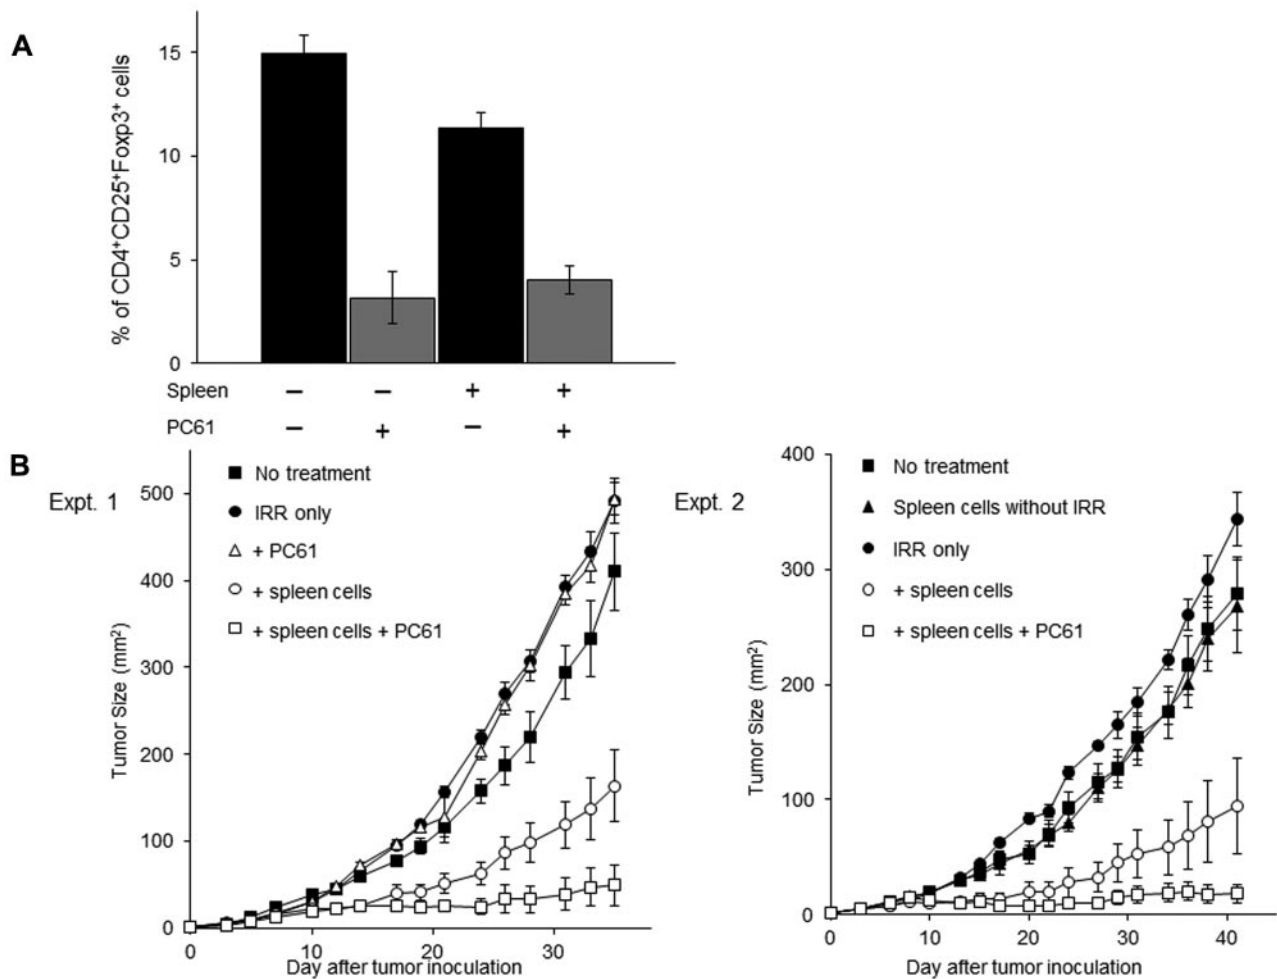 A
% of CD4⁺CD25⁺Foxp3⁺ cells
15
10
5
0
Spleen − − + +
PC61 − + − +
B
Expt. 1
No treatment
IRR only
+ PC61
+ spleen cells
+ spleen cells + PC61
Tumor Size (mm²)
500
400
300
200
100
0
0 10 20 30
Day after tumor inoculation
Expt. 2
No treatment
Spleen cells without IRR
IRR only
+ spleen cells
+ spleen cells + PC61
Tumor Size (mm²)
400
300
200
100
0
0 10 20 30 40
Day after tumor inoculation